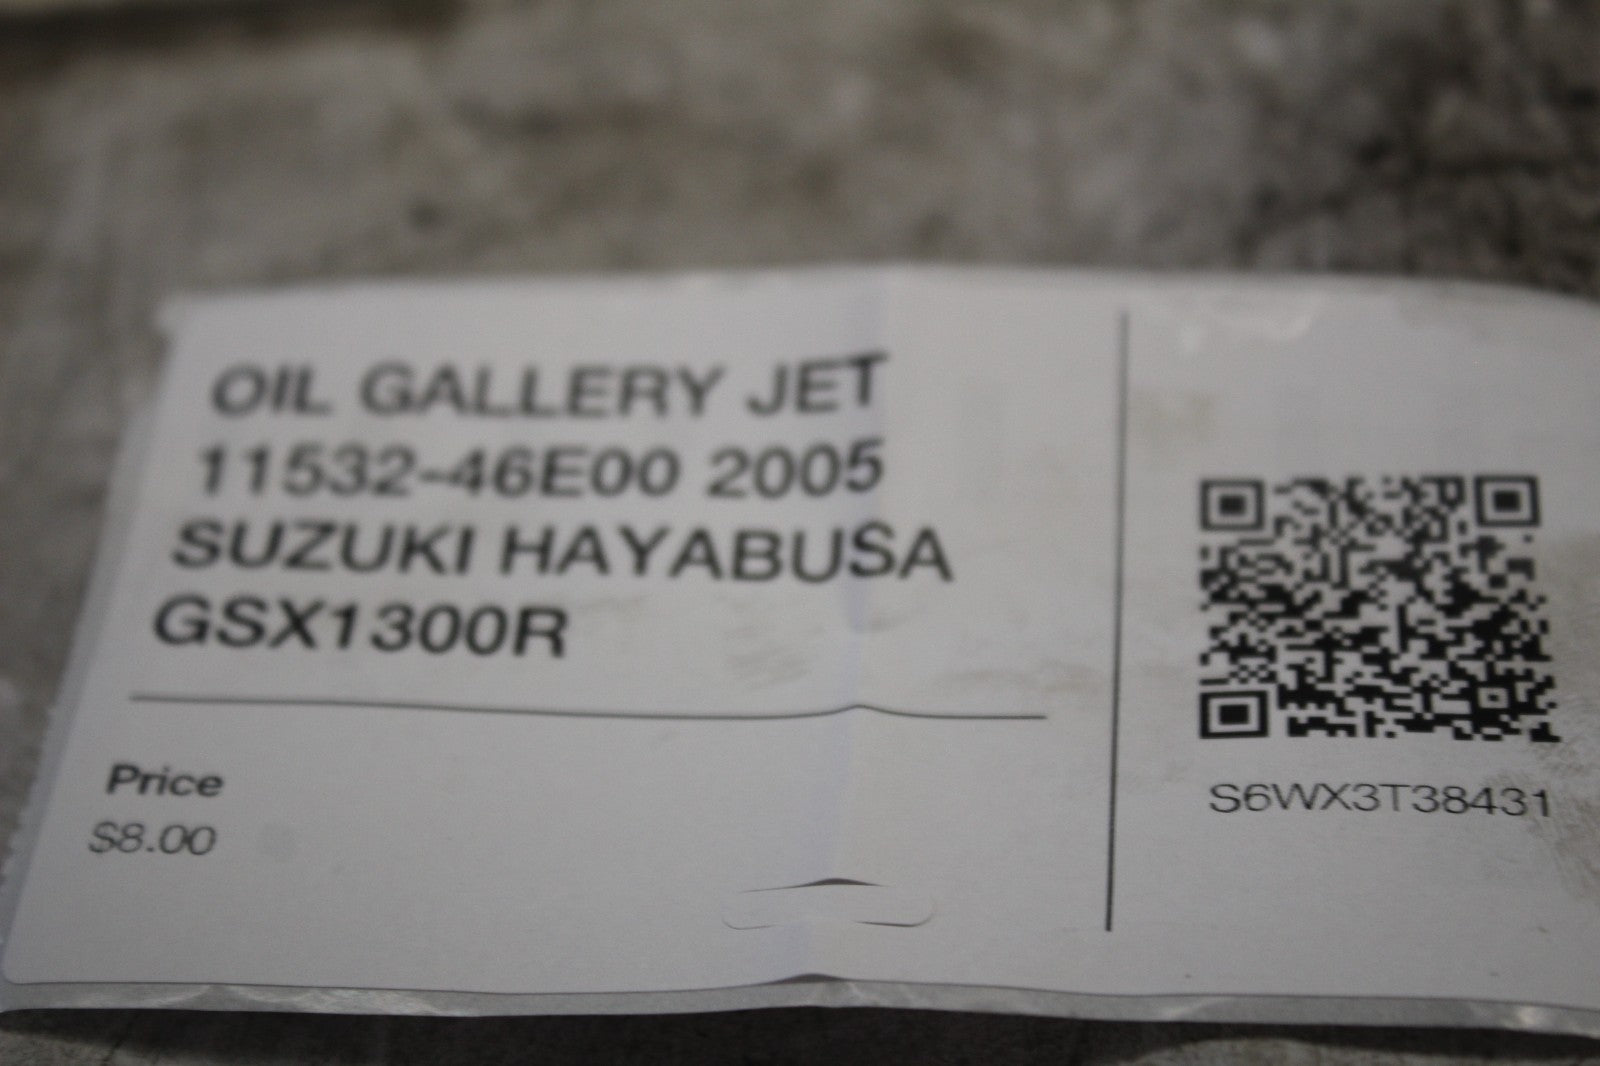 OIL GALLERY JET
11532-46E00 2005
SUZUKI HAYABUSA
GSX1300R
Price
$8.00
S6WX3T38431